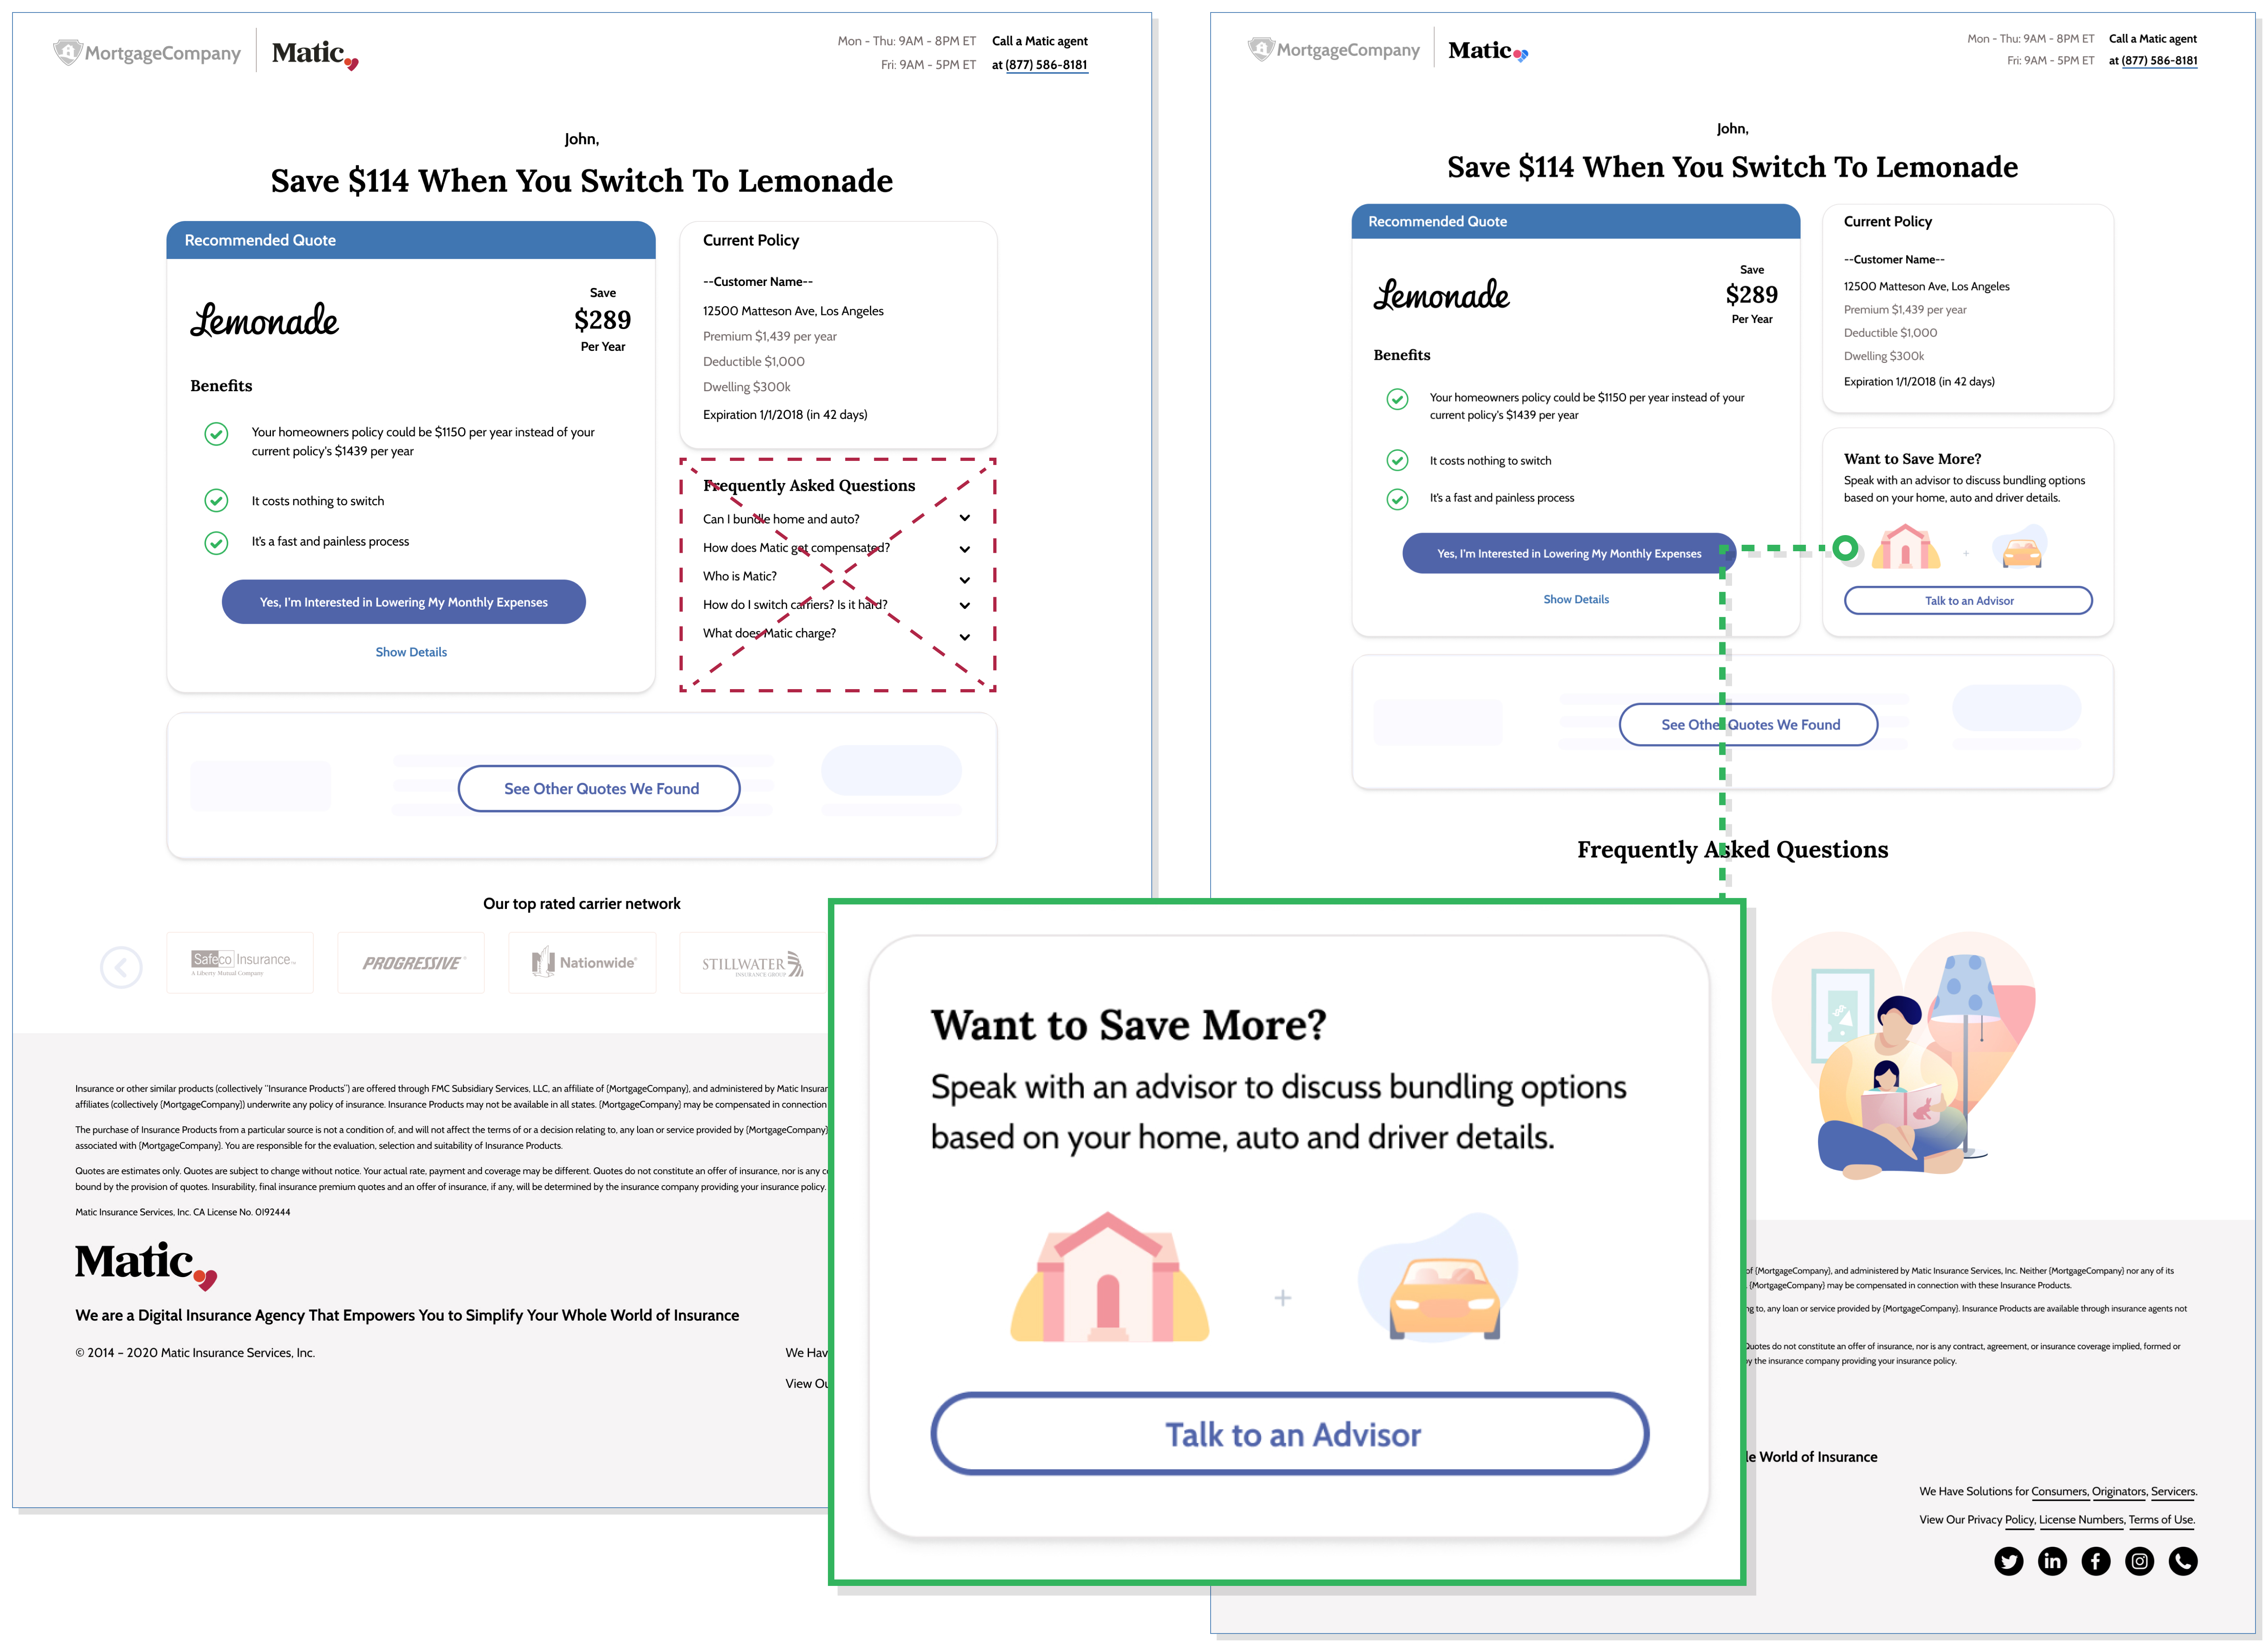 MortgageCompany
Matic
Mon - Thu: 9AM - 8PM ET
Fri: 9AM - 5PM ET
Call a Matic agent
at (877) 586-8181
John,
Save $114 When You Switch To Lemonade
Recommended Quote
Lemonade
Save
$289
Per Year
Benefits
Your homeowners policy could be $1150 per year instead of your
current policy's $1439 per year
It costs nothing to switch
It's a fast and painless process
Yes, I'm Interested in Lowering My Monthly Expenses
Show Details
Current Policy
--Customer Name--
12500 Matteson Ave, Los Angeles
Premium $1,439 per year
Deductible $1,000
Dwelling $300k
Expiration 1/1/2018 (in 42 days)
Frequently Asked Questions
Can I bundle home and auto?
How does Matic get compensated?
Who is Matic?
How do I switch carriers? Is it hard?
What does Matic charge?
See Other Quotes We Found
Our top rated carrier network
Safeco Insurance™
A Liberty Mutual Company
PROGRESSIVE®
Nationwide®
STILLWATER
INSURANCE GROUP
Insurance or other similar products (collectively "Insurance Products") are offered through FMC Subsidiary Services, LLC, an affiliate of {MortgageCompany}, and administered by Matic Insuran
affiliates (collectively {MortgageCompany}) underwrite any policy of insurance. Insurance Products may not be available in all states. {MortgageCompany} may be compensated in connection
The purchase of Insurance Products from a particular source is not a condition of, and will not affect the terms of or a decision relating to, any loan or service provided by {MortgageCompany}
associated with {MortgageCompany}. You are responsible for the evaluation, selection and suitability of Insurance Products.
Quotes are estimates only. Quotes are subject to change without notice. Your actual rate, payment and coverage may be different. Quotes do not constitute an offer of insurance, nor is any c
bound by the provision of quotes. Insurability, final insurance premium quotes and an offer of insurance, if any, will be determined by the insurance company providing your insurance policy.
Matic Insurance Services, Inc. CA License No. 0I92444
Matic
We are a Digital Insurance Agency That Empowers You to Simplify Your Whole World of Insurance
© 2014 – 2020 Matic Insurance Services, Inc.
We Hav
View Ou
MortgageCompany
Matic
Mon - Thu: 9AM - 8PM ET
Fri: 9AM - 5PM ET
Call a Matic agent
at (877) 586-8181
John,
Save $114 When You Switch To Lemonade
Recommended Quote
Lemonade
Save
$289
Per Year
Benefits
Your homeowners policy could be $1150 per year instead of your
current policy's $1439 per year
It costs nothing to switch
It's a fast and painless process
Yes, I'm Interested in Lowering My Monthly Expenses
Show Details
Current Policy
--Customer Name--
12500 Matteson Ave, Los Angeles
Premium $1,439 per year
Deductible $1,000
Dwelling $300k
Expiration 1/1/2018 (in 42 days)
Want to Save More?
Speak with an advisor to discuss bundling options
based on your home, auto and driver details.
+
Talk to an Advisor
See Other Quotes We Found
Frequently Asked Questions
Want to Save More?
Speak with an advisor to discuss bundling options
based on your home, auto and driver details.
+
Talk to an Advisor
of {MortgageCompany}, and administered by Matic Insurance Services, Inc. Neither {MortgageCompany} nor any of its
{MortgageCompany} may be compensated in connection with these Insurance Products.
ng to, any loan or service provided by {MortgageCompany}. Insurance Products are available through insurance agents not
Quotes do not constitute an offer of insurance, nor is any contract, agreement, or insurance coverage implied, formed or
y the insurance company providing your insurance policy.
le World of Insurance
We Have Solutions for Consumers, Originators, Servicers.
View Our Privacy Policy, License Numbers, Terms of Use.